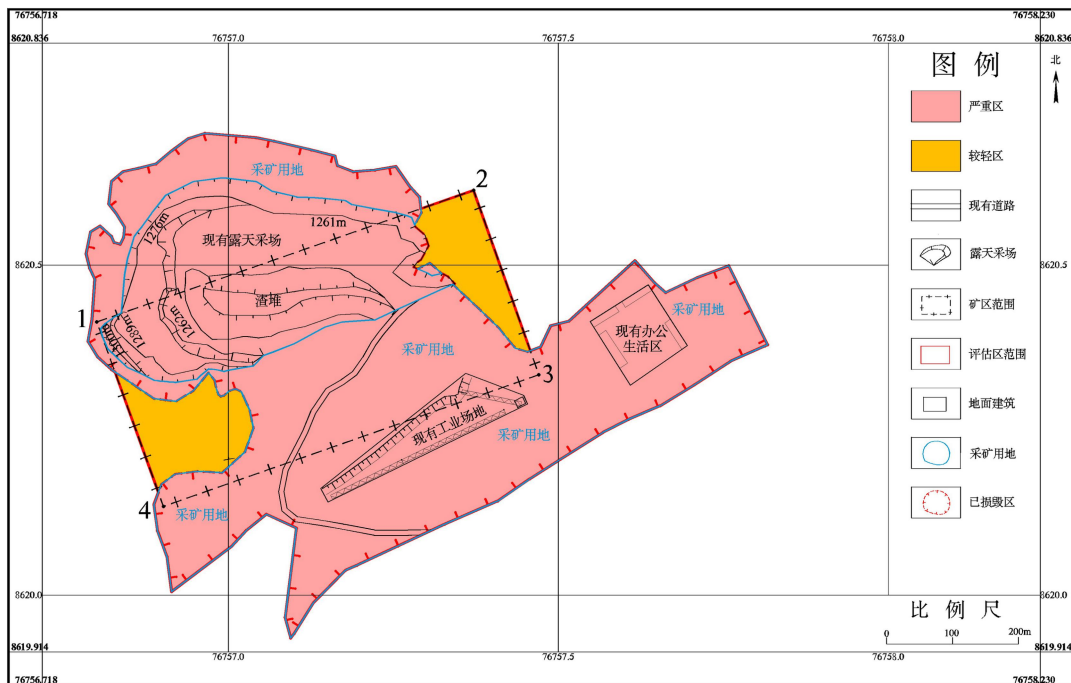 76756.718
76758.230
8620.836
76757.0
76757.5
76758.0
8620.836
图 例
北
严重区
较轻区
现有道路
露天采场
矿区范围
评估区范围
地面建筑
采矿用地
已损毁区
采矿用地
2
1276m
1261m
现有露天采场
8620.5
8620.5
渣堆
采矿用地
1
1300m
1289m
1262m
现有办公
生活区
采矿用地
3
现有工业场地
采矿用地
4
采矿用地
8620.0
8620.0
比 例 尺
0
100
200m
8619.914
76757.0
76757.5
76758.0
8619.914
76756.718
76758.230